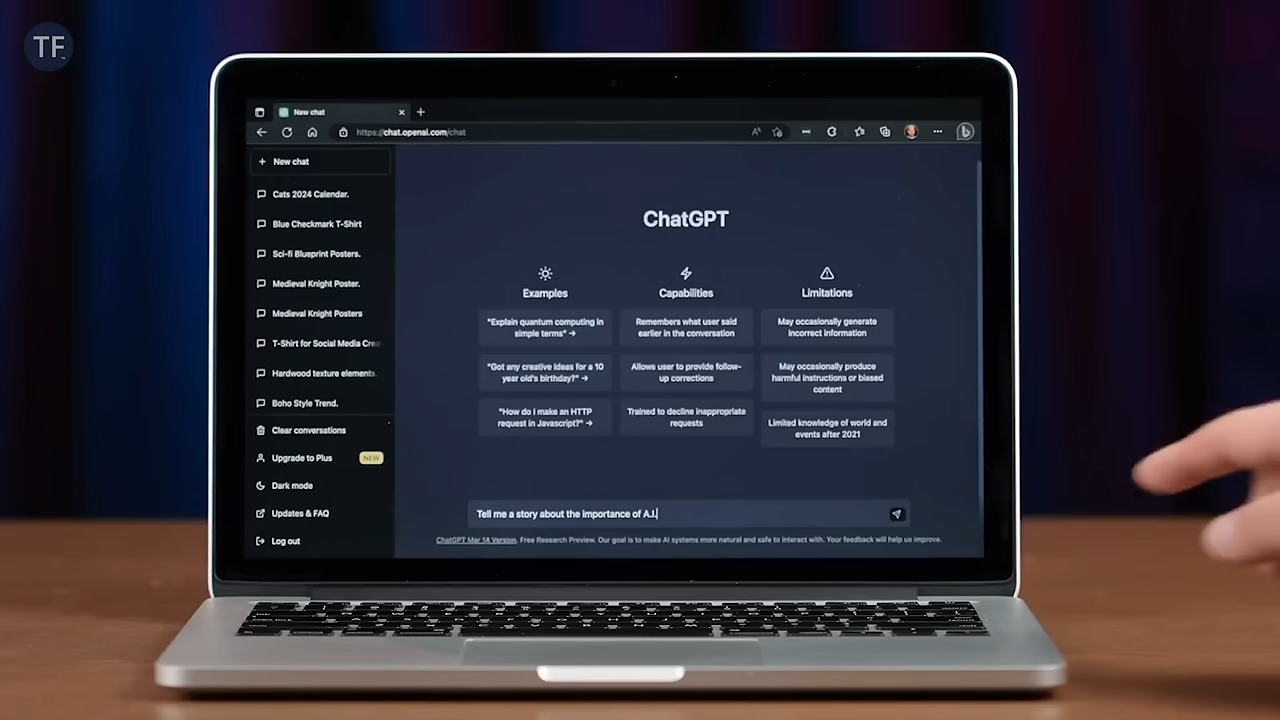 TF
New chat
https://chat.openai.com/chat
New chat
Cats 2024 Calendar.
Blue Checkmark T-Shirt
Sci-fi Blueprint Posters.
Medieval Knight Poster.
Medieval Knight Posters
T-Shirt for Social Media Crea
Hardwood texture elements.
Boho Style Trend.
Clear conversations
Upgrade to Plus NEW
Dark mode
Updates & FAQ
Log out
ChatGPT
Examples
"Explain quantum computing in
simple terms" →
"Got any creative ideas for a 10
year old's birthday?" →
"How do I make an HTTP
request in Javascript?" →
Capabilities
Remembers what user said
earlier in the conversation
Allows user to provide follow-
up corrections
Trained to decline inappropriate
requests
Limitations
May occasionally generate
incorrect information
May occasionally produce
harmful instructions or biased
content
Limited knowledge of world and
events after 2021
Tell me a story about the importance of A.I.
ChatGPT Mar 14 Version. Free Research Preview. Our goal is to make AI systems more natural and safe to interact with. Your feedback will help us improve.